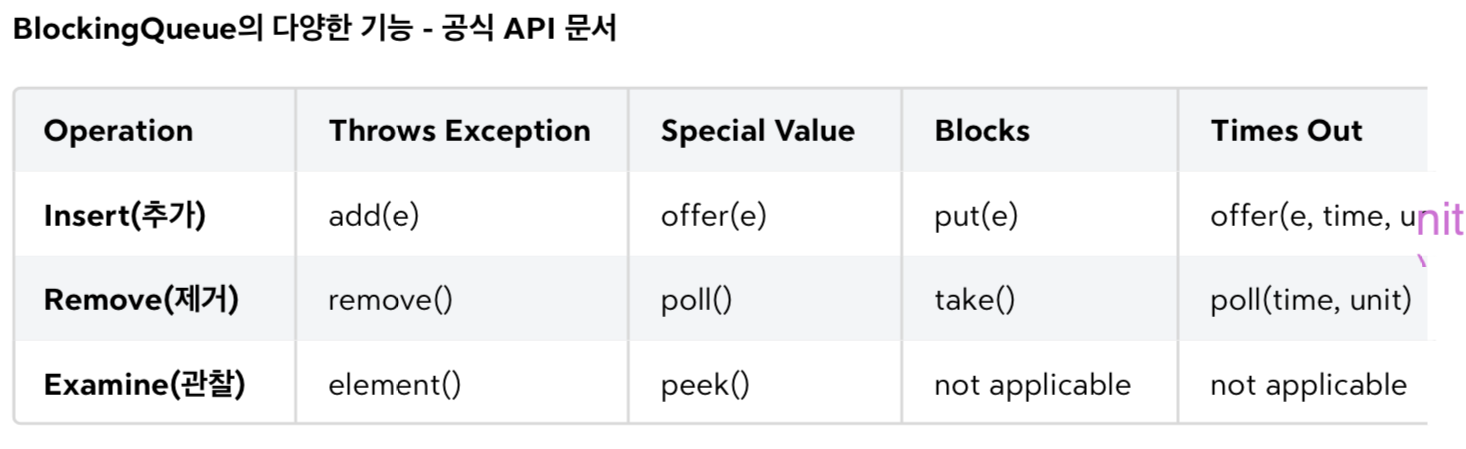 BlockingQueue의 다양한 기능 - 공식 API 문서
Operation Throws Exception Special Value Blocks Times Out
Insert(추가) add(e) offer(e) put(e) offer(e, time, unit
Remove(제거) remove() poll() take() poll(time, unit)
Examine(관찰) element() peek() not applicable not applicable